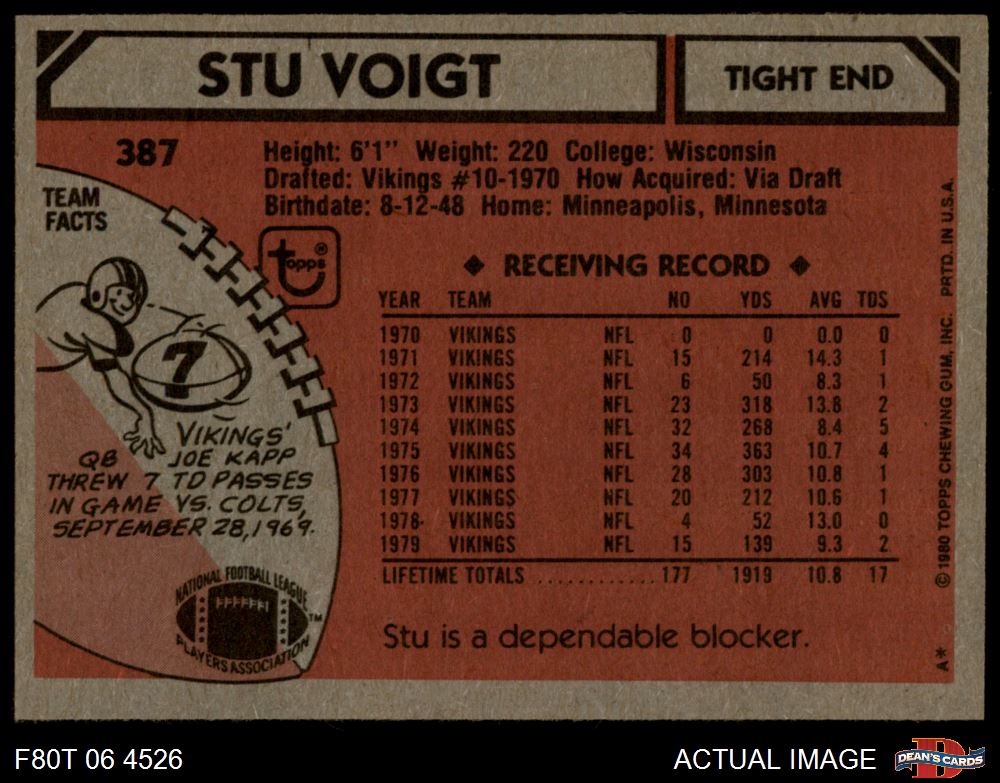 STU VOIGT
TIGHT END
387
Height: 6'1" Weight: 220 College: Wisconsin
Drafted: Vikings #10-1970 How Acquired: Via Draft
Birthdate: 8-12-48 Home: Minneapolis, Minnesota
TEAM
FACTS
7
VIKINGS'
QB JOE KAPP
THREW 7 TD PASSES
IN GAME VS. COLTS,
SEPTEMBER 28, 1969.
topps®
NATIONAL FOOTBALL LEAGUE
PLAYERS ASSOCIATION
TM
◆ RECEIVING RECORD ◆
YEAR TEAM NO YDS AVG TDS
1970 VIKINGS NFL 0 0 0.0 0
1971 VIKINGS NFL 15 214 14.3 1
1972 VIKINGS NFL 6 50 8.3 1
1973 VIKINGS NFL 23 318 13.8 2
1974 VIKINGS NFL 32 268 8.4 5
1975 VIKINGS NFL 34 363 10.7 4
1976 VIKINGS NFL 28 303 10.8 1
1977 VIKINGS NFL 20 212 10.6 1
1978 VIKINGS NFL 4 52 13.0 0
1979 VIKINGS NFL 15 139 9.3 2
LIFETIME TOTALS ............ 177 1919 10.8 17
Stu is a dependable blocker.
A* © 1980 TOPPS CHEWING GUM, INC. PRTD. IN U.S.A.
F80T 06 4526
ACTUAL IMAGE
D
DEAN'S CARDS